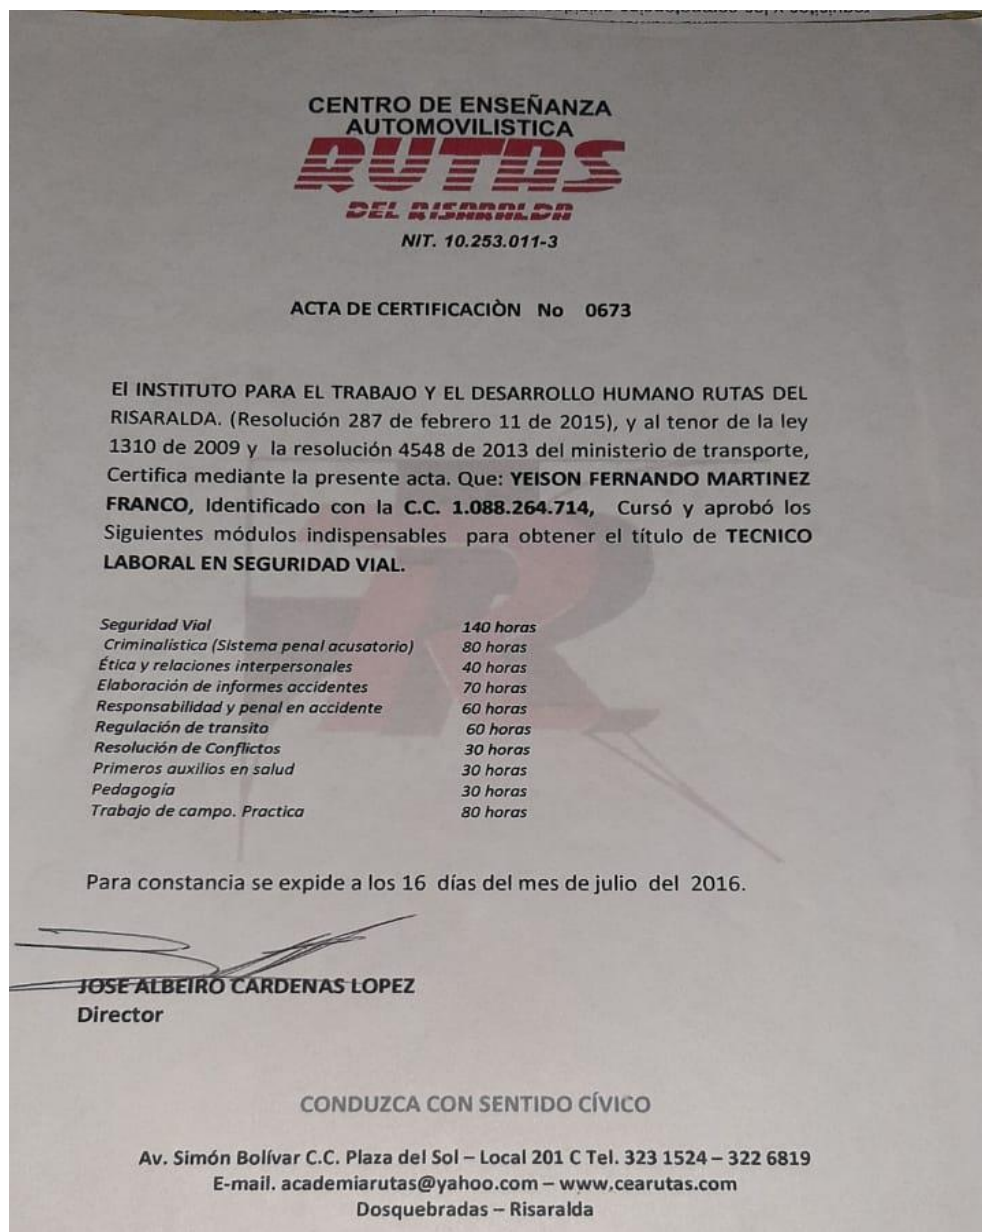 CENTRO DE ENSEÑANZA
AUTOMOVILISTICA
RUTAS
DEL RISARALDA
NIT. 10.253.011-3
ACTA DE CERTIFICACIÒN No 0673
El INSTITUTO PARA EL TRABAJO Y EL DESARROLLO HUMANO RUTAS DEL
RISARALDA. (Resolución 287 de febrero 11 de 2015), y al tenor de la ley
1310 de 2009 y la resolución 4548 de 2013 del ministerio de transporte,
Certifica mediante la presente acta. Que: YEISON FERNANDO MARTINEZ
FRANCO, Identificado con la C.C. 1.088.264.714, Cursó y aprobó los
Siguientes módulos indispensables para obtener el título de TECNICO
LABORAL EN SEGURIDAD VIAL.
Seguridad Vial 140 horas
Criminalística (Sistema penal acusatorio) 80 horas
Ética y relaciones interpersonales 40 horas
Elaboración de informes accidentes 70 horas
Responsabilidad y penal en accidente 60 horas
Regulación de transito 60 horas
Resolución de Conflictos 30 horas
Primeros auxilios en salud 30 horas
Pedagogía 30 horas
Trabajo de campo. Practica 80 horas
Para constancia se expide a los 16 días del mes de julio del 2016.
JOSE ALBEIRO CARDENAS LOPEZ
Director
CONDUZCA CON SENTIDO CÍVICO
Av. Simón Bolívar C.C. Plaza del Sol – Local 201 C Tel. 323 1524 – 322 6819
E-mail. academiarutas@yahoo.com – www.cearutas.com
Dosquebradas – Risaralda